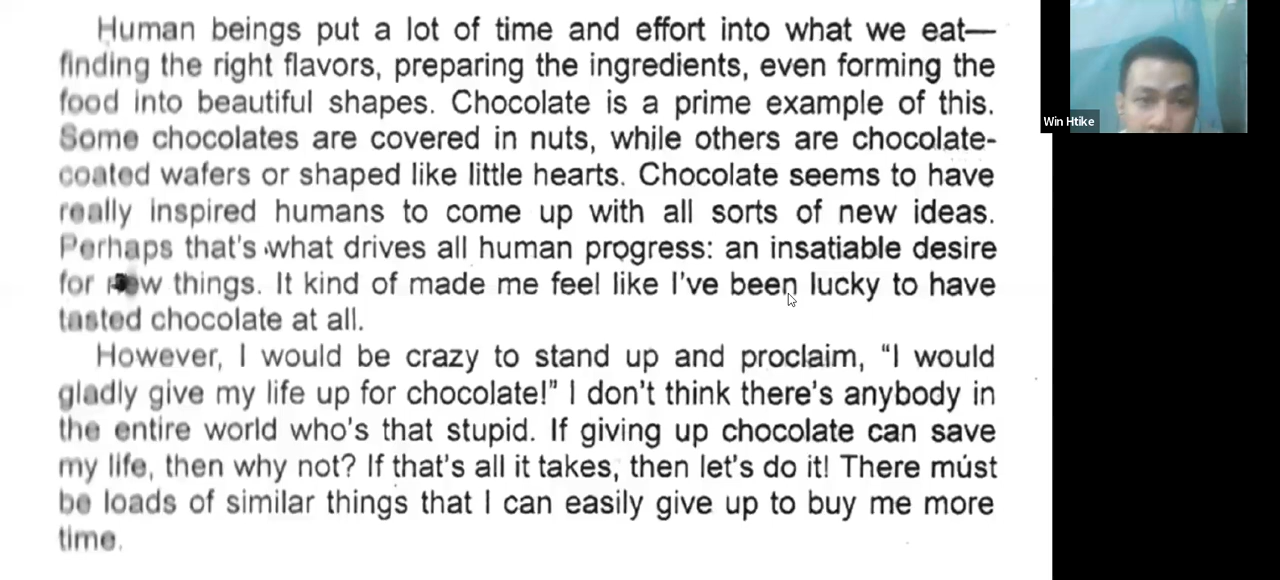 Human beings put a lot of time and effort into what we eat—
finding the right flavors, preparing the ingredients, even forming the
food into beautiful shapes. Chocolate is a prime example of this.
Some chocolates are covered in nuts, while others are chocolate-
coated wafers or shaped like little hearts. Chocolate seems to have
really inspired humans to come up with all sorts of new ideas.
Perhaps that's what drives all human progress: an insatiable desire
for new things. It kind of made me feel like I've been lucky to have
tasted chocolate at all.
However, I would be crazy to stand up and proclaim, “I would
gladly give my life up for chocolate!” I don't think there's anybody in
the entire world who's that stupid. If giving up chocolate can save
my life, then why not? If that's all it takes, then let's do it! There must
be loads of similar things that I can easily give up to buy me more
time.
Win Htike